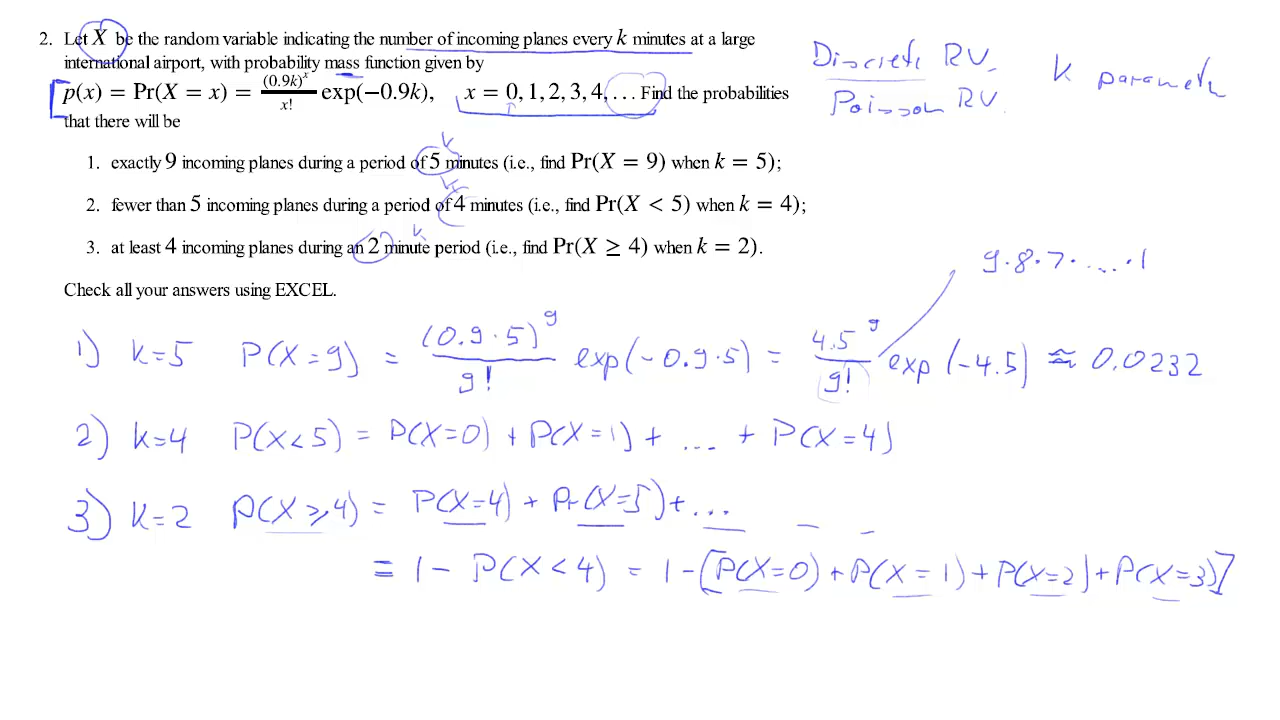 2. Let X be the random variable indicating the number of incoming planes every k minutes at a large
international airport, with probability mass function given by
p(x) = Pr(X = x) = (0.9k)^x / x! exp(−0.9k), x = 0, 1, 2, 3, 4, … Find the probabilities
that there will be
1. exactly 9 incoming planes during a period of 5 minutes (i.e., find Pr(X = 9) when k = 5);
2. fewer than 5 incoming planes during a period of 4 minutes (i.e., find Pr(X < 5) when k = 4);
3. at least 4 incoming planes during an 2 minute period (i.e., find Pr(X ≥ 4) when k = 2).
Check all your answers using EXCEL.
Discrete RV,
Poisson RV
k parameter
k
k
k
9·8·7·…·1
1) k=5 P(X=9) = (0.9·5)^9 / 9! exp(−0.9·5) = 4.5^9 / 9! exp(−4.5) ≈ 0.0232
2) k=4 P(X<5) = P(X=0) + P(X=1) + … + P(X=4)
3) k=2 P(X≥4) = P(X=4) + Pr(X=5) + …
= 1 − P(X<4) = 1 − [P(X=0) + P(X=1) + P(X=2) + P(X=3)]